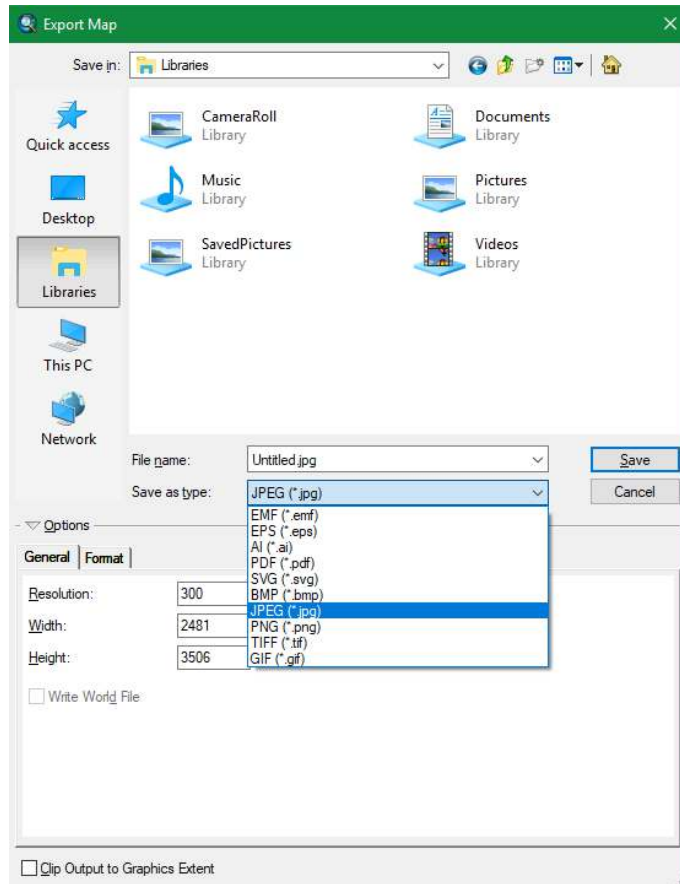 Export Map
Save in:
Libraries
Quick access
Desktop
Libraries
This PC
Network
CameraRoll
Library
Documents
Library
Music
Library
Pictures
Library
SavedPictures
Library
Videos
Library
File name:
Untitled.jpg
Save
Save as type:
JPEG (*.jpg)
Cancel
EMF (*.emf)
EPS (*.eps)
AI (*.ai)
PDF (*.pdf)
SVG (*.svg)
BMP (*.bmp)
JPEG (*.jpg)
PNG (*.png)
TIFF (*.tif)
GIF (*.gif)
Options
General
Format
Resolution:
300
Width:
2481
Height:
3506
Write World File
Clip Output to Graphics Extent